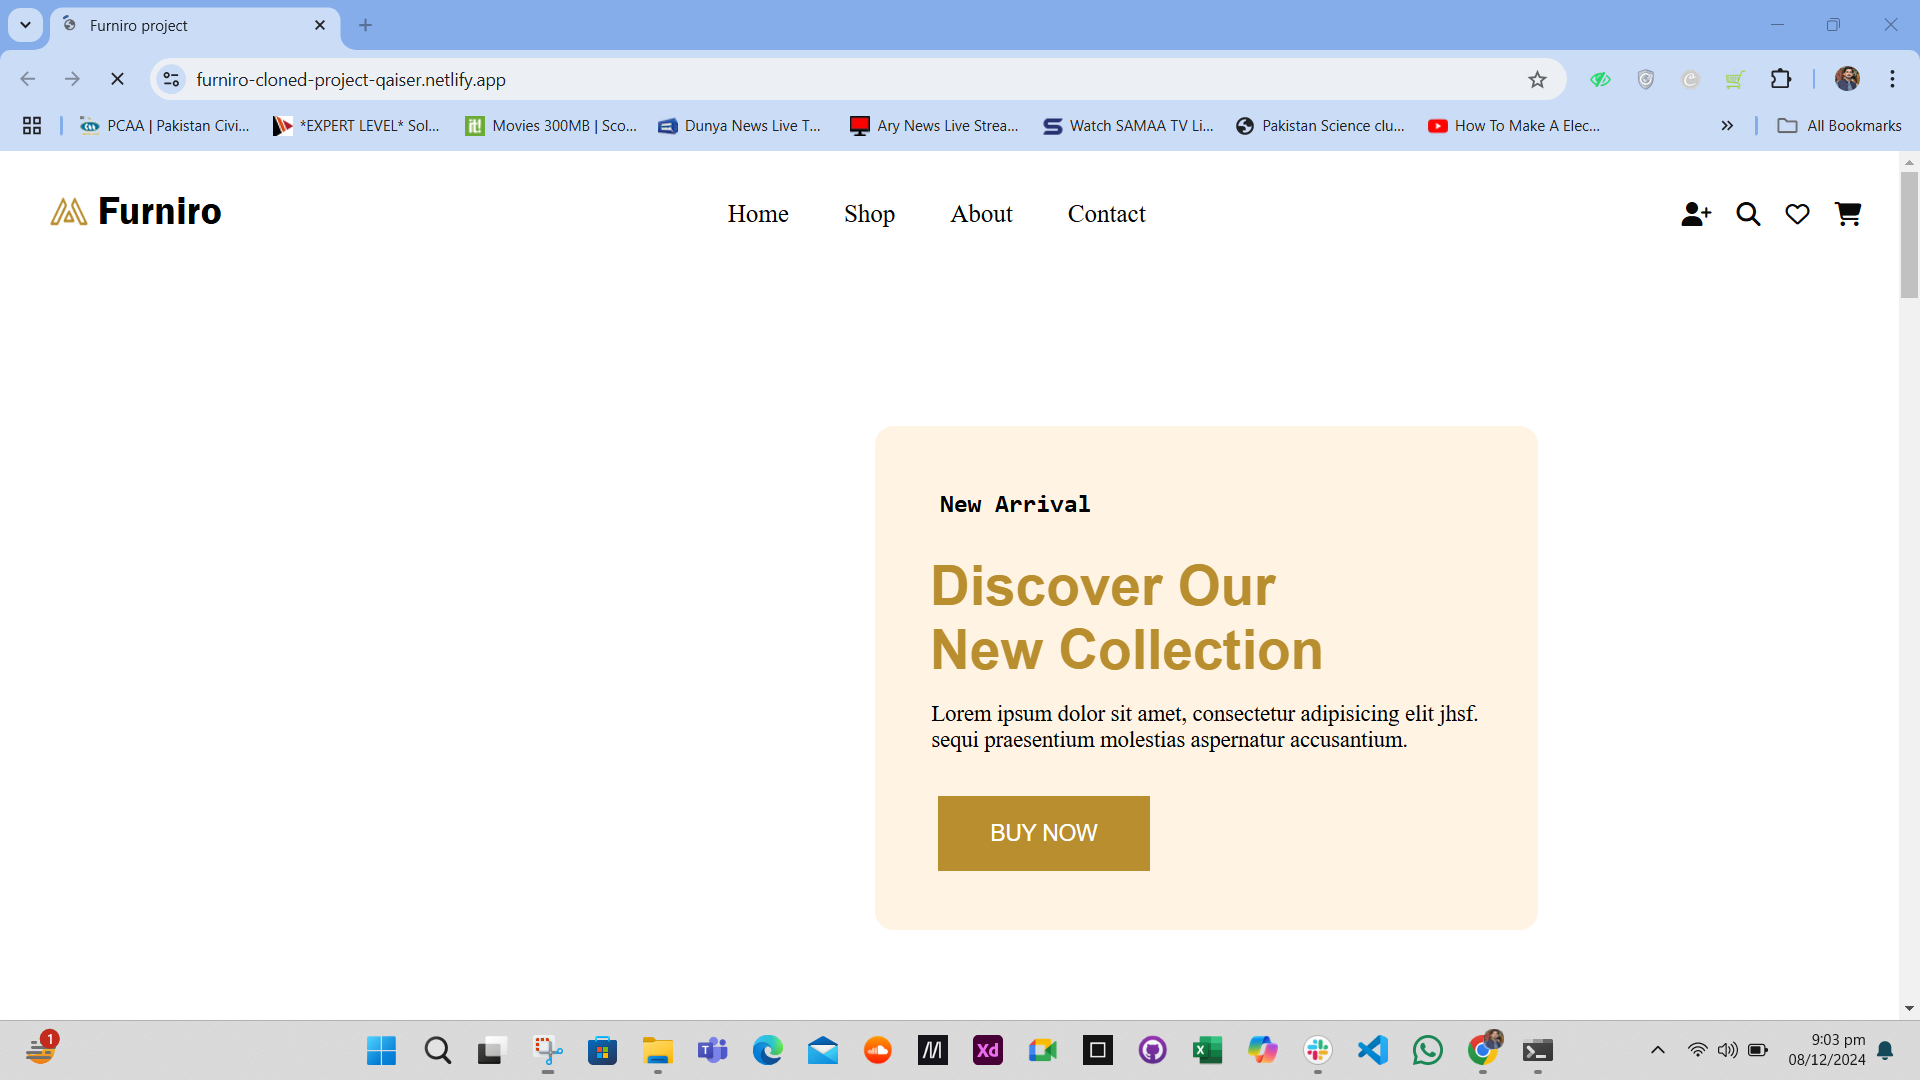 Furniro project
furniro-cloned-project-qaiser.netlify.app
PCAA | Pakistan Civi...
*EXPERT LEVEL* Sol...
Movies 300MB | Sco...
Dunya News Live T...
Ary News Live Strea...
Watch SAMAA TV Li...
Pakistan Science clu...
How To Make A Elec...
All Bookmarks
Furniro
Home
Shop
About
Contact
New Arrival
Discover Our
New Collection
Lorem ipsum dolor sit amet, consectetur adipisicing elit jhsf.
sequi praesentium molestias aspernatur accusantium.
BUY NOW
1
Xd
9:03 pm
08/12/2024